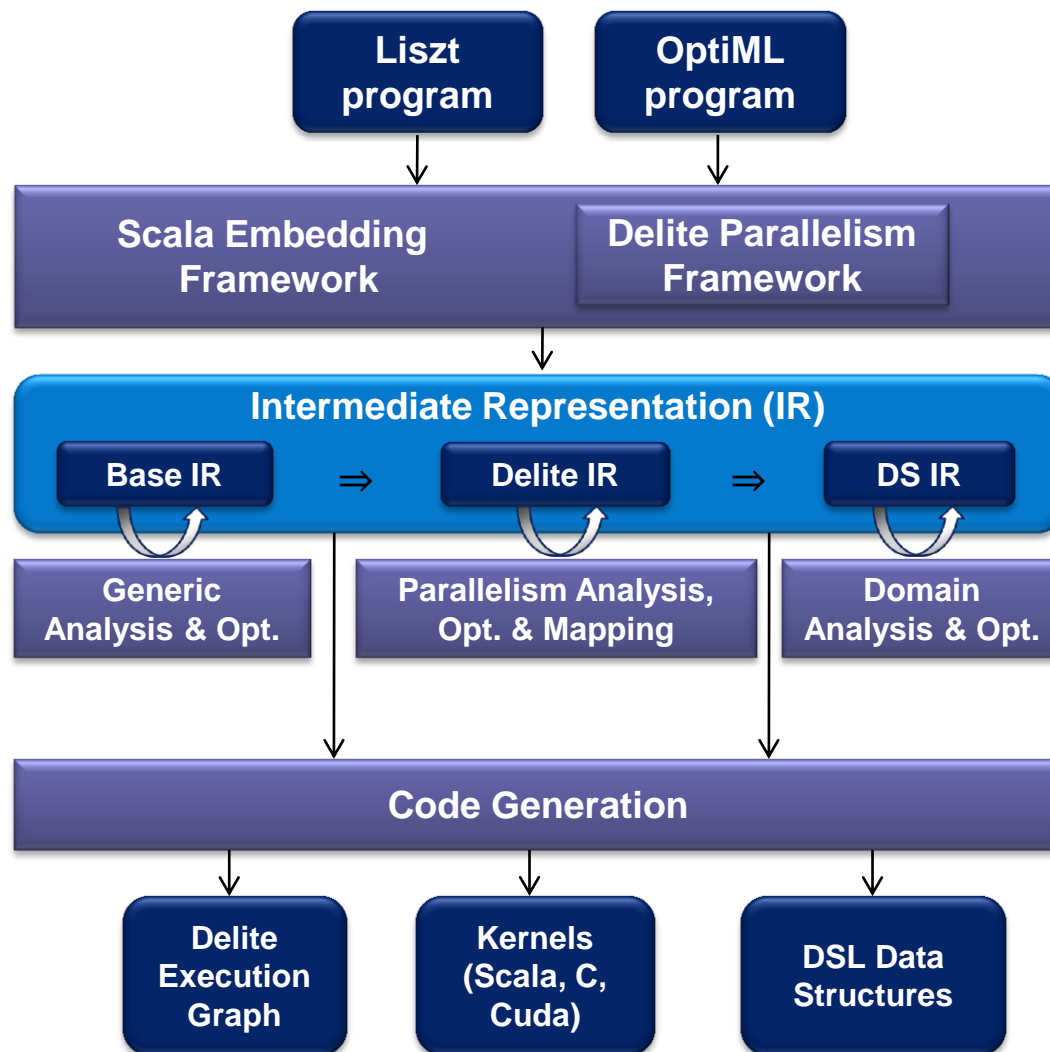 Liszt
program
OptiML
program
Scala Embedding
Framework
Delite Parallelism
Framework
Intermediate Representation (IR)
Base IR
⇒
Delite IR
⇒
DS IR
Generic
Analysis & Opt.
Parallelism Analysis,
Opt. & Mapping
Domain
Analysis & Opt.
Code Generation
Delite
Execution
Graph
Kernels
(Scala, C,
Cuda)
DSL Data
Structures